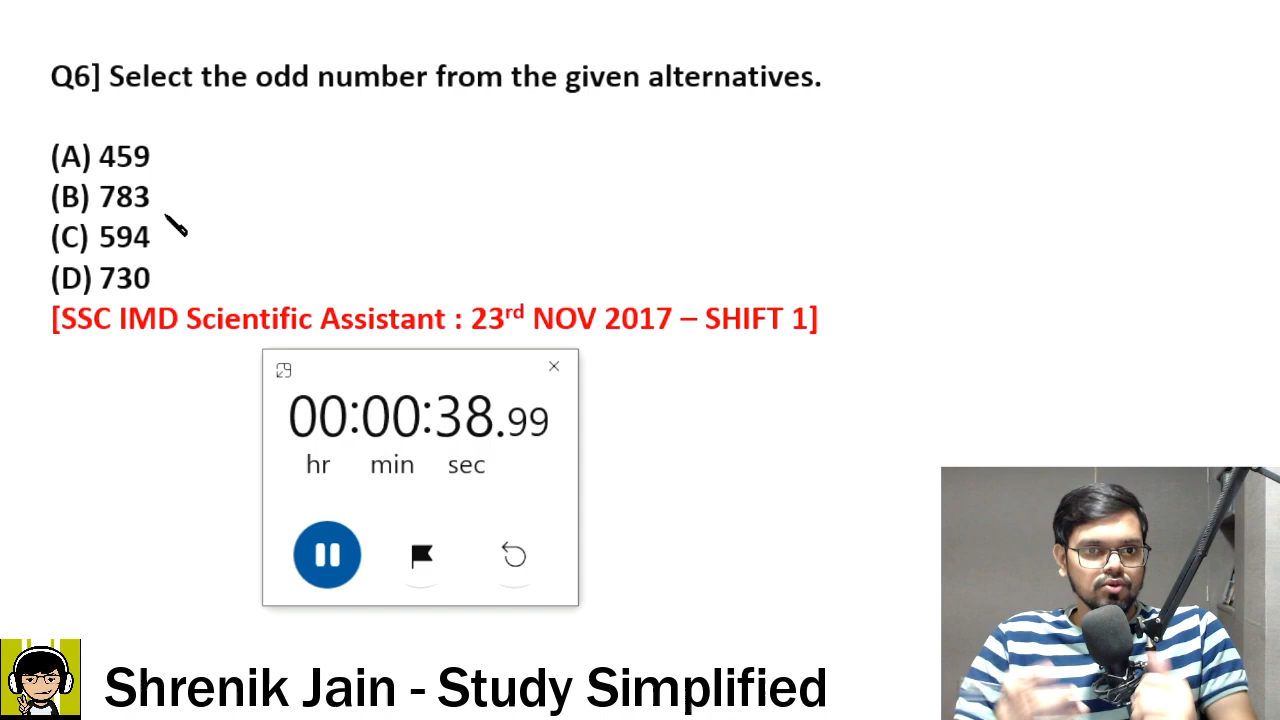 Q6] Select the odd number from the given alternatives.
(A) 459
(B) 783
(C) 594
(D) 730
[SSC IMD Scientific Assistant : 23rd NOV 2017 – SHIFT 1]
00:00:38.99
hr min sec
Shrenik Jain - Study Simplified